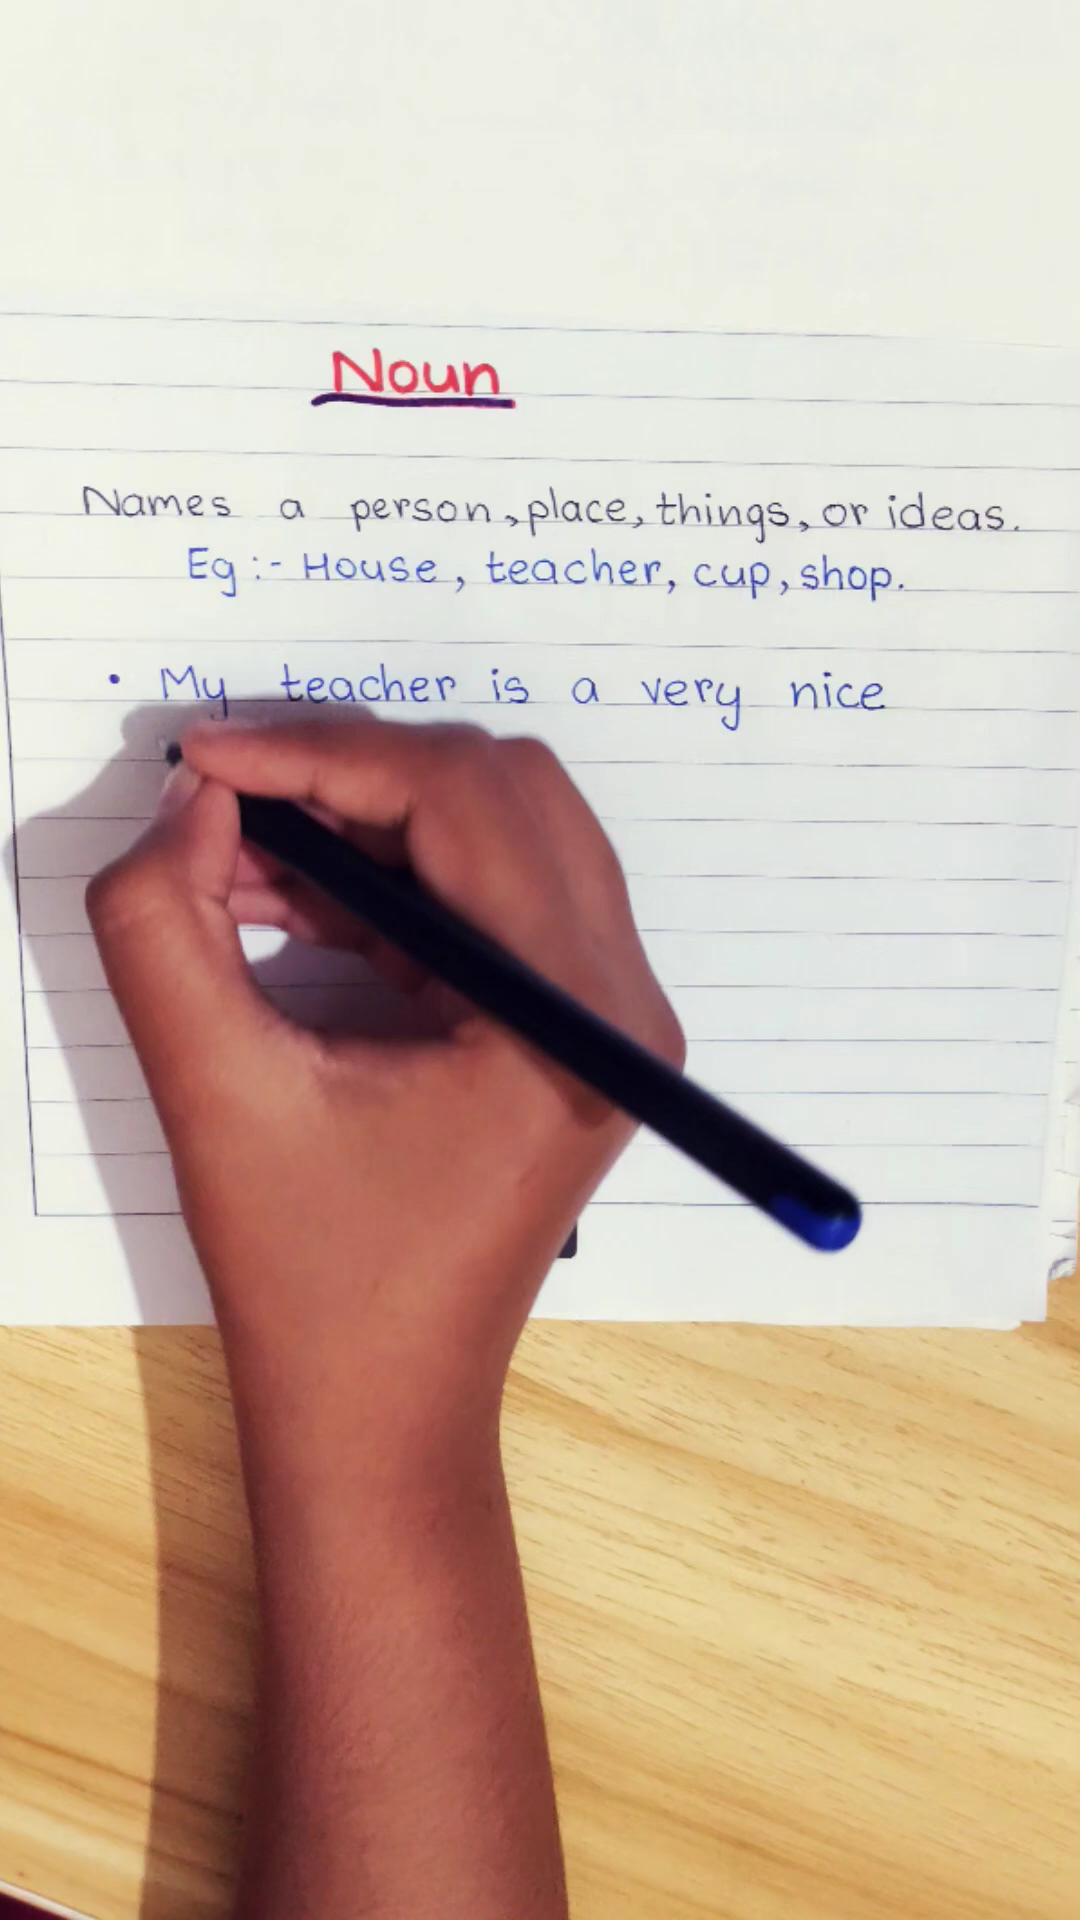 Noun
Names a person, place, things, or ideas.
Eg :- House, teacher, cup, shop.
• My teacher is a very nice